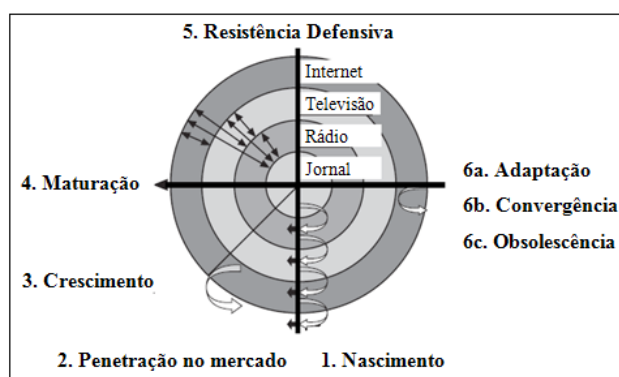 5. Resistência Defensiva
Internet
Televisão
Rádio
Jornal
4. Maturação
6a. Adaptação
6b. Convergência
6c. Obsolescência
3. Crescimento
2. Penetração no mercado
1. Nascimento